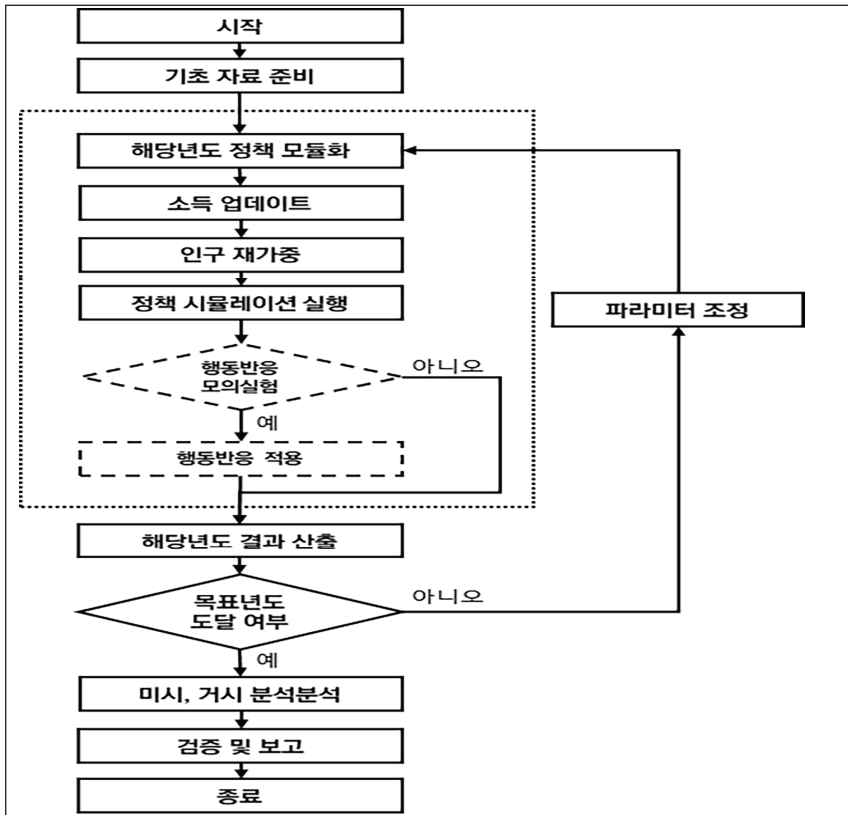 시작
기초 자료 준비
해당년도 정책 모듈화
소득 업데이트
인구 재가중
정책 시뮬레이션 실행
파라미터 조정
행동반응
모의실험
아니오
예
행동반응 적용
해당년도 결과 산출
목표년도
도달 여부
아니오
예
미시, 거시 분석분석
검증 및 보고
종료